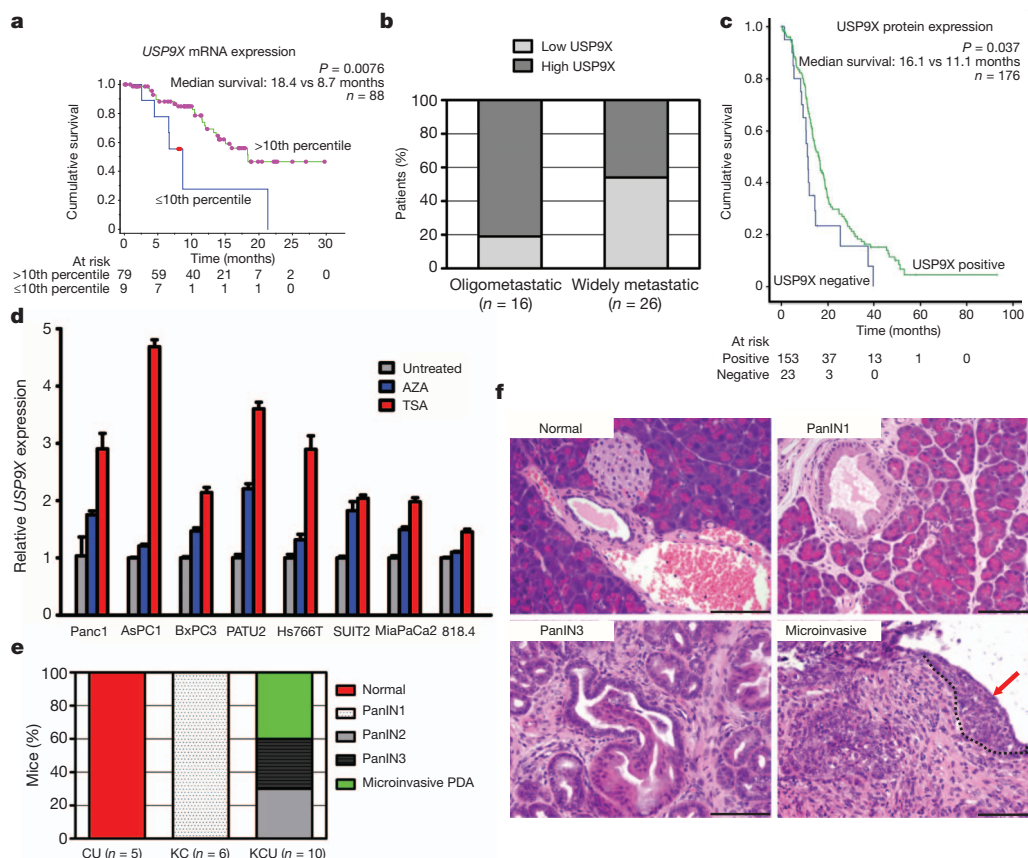 a
USP9X mRNA expression
P = 0.0076
Median survival: 18.4 vs 8.7 months
n = 88
Cumulative survival
1.0
0.8
0.6
0.4
0.2
0
>10th percentile
≤10th percentile
0 5 10 15 20 25 30
Time (months)
At risk
>10th percentile 79 59 40 21 7 2 0
≤10th percentile 9 7 1 1 0
b
Low USP9X
High USP9X
Patients (%)
100
80
60
40
20
0
Oligometastatic Widely metastatic
(n = 16) (n = 26)
c
USP9X protein expression
P = 0.037
Median survival: 16.1 vs 11.1 months
n = 176
Cumulative survival
1.0
0.8
0.6
0.4
0.2
0.0
USP9X positive
USP9X negative
0 20 40 60 80 100
Time (months)
At risk
Positive 153 37 13 1 0
Negative 23 3 0
d
Relative USP9X expression
5
4
3
2
1
0
Untreated
AZA
TSA
Panc1 AsPC1 BxPC3 PATU2 Hs766T SUIT2 MiaPaCa2 818.4
e
Mice (%)
100
80
60
40
20
0
Normal
PanIN1
PanIN2
PanIN3
Microinvasive PDA
CU (n = 5) KC (n = 6) KCU (n = 10)
f
Normal
PanIN1
PanIN3
Microinvasive